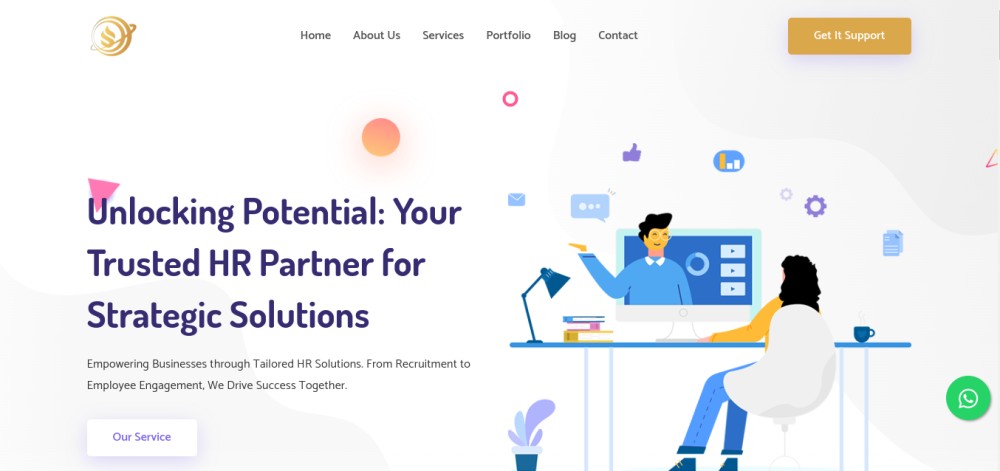 Home
About Us
Services
Portfolio
Blog
Contact
Get It Support
Unlocking Potential: Your
Trusted HR Partner for
Strategic Solutions
Empowering Businesses through Tailored HR Solutions. From Recruitment to
Employee Engagement, We Drive Success Together.
Our Service